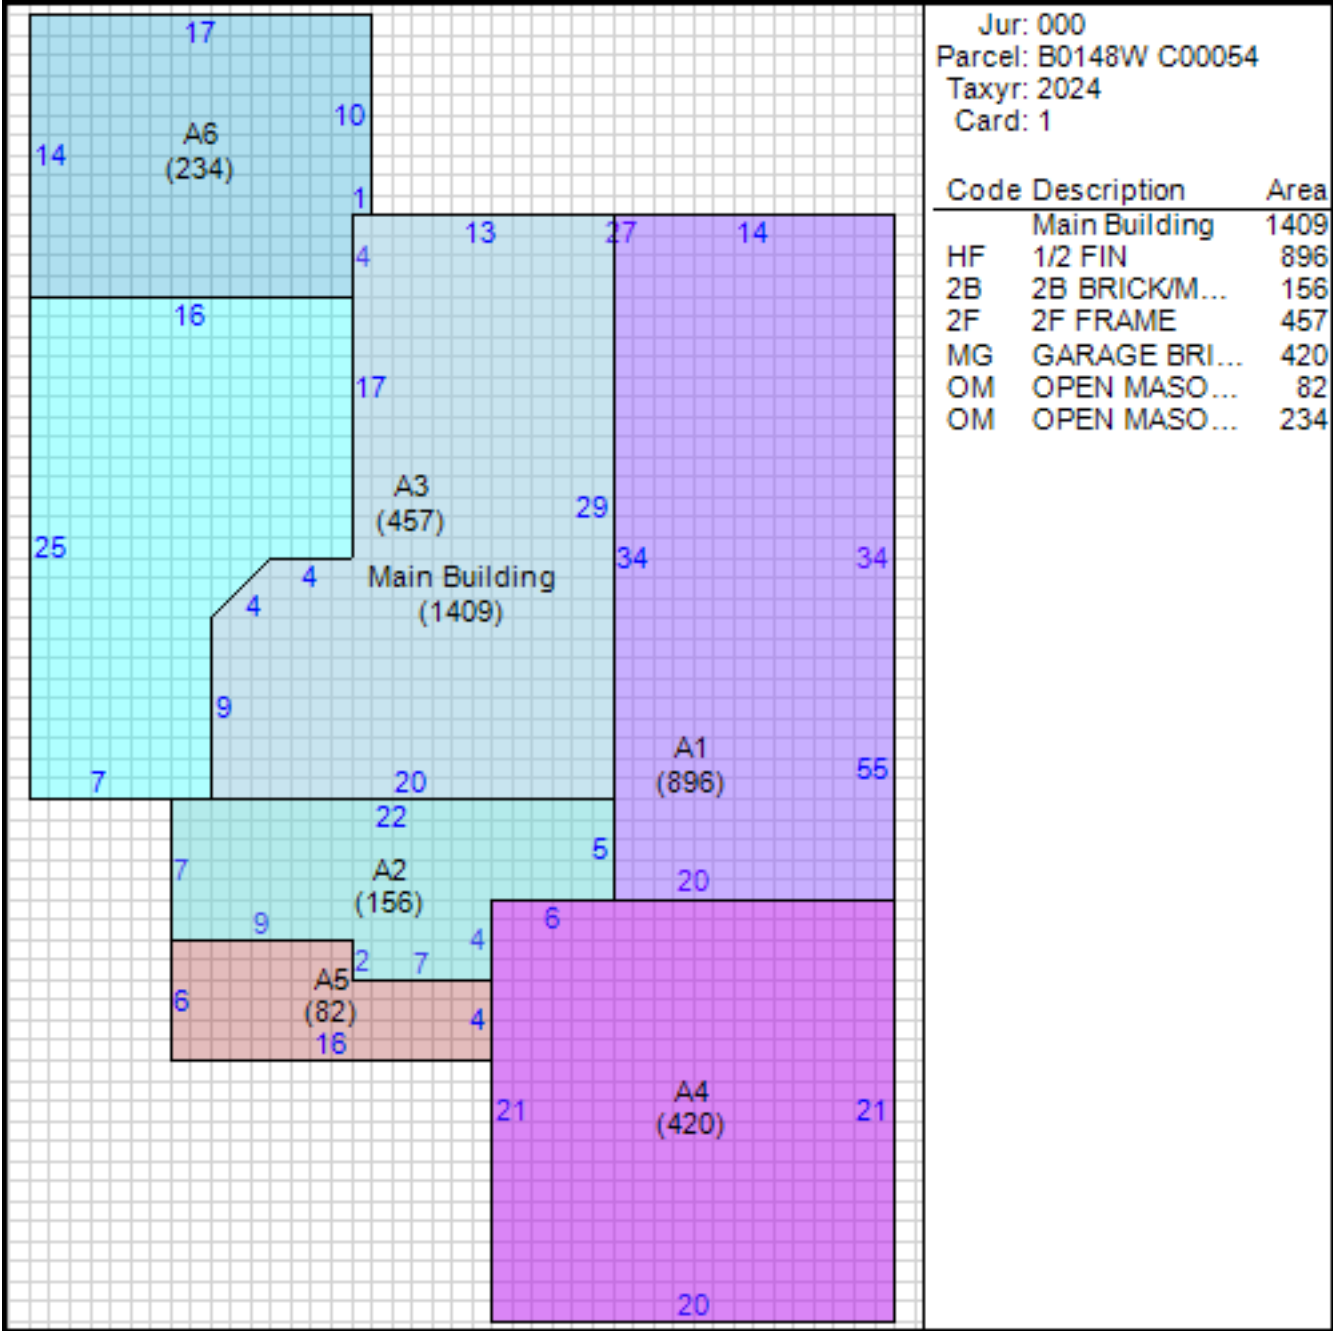 17
10
A6
(234)
14
1
13
27
14
4
16
17
A3
(457)
29
25
34
34
4
Main Building
(1409)
4
9
A1
(896)
55
7
20
22
5
7
A2
(156)
20
9
6
4
2
7
A5
(82)
6
4
16
A4
(420)
21
21
20
Jur: 000
Parcel: B0148W C00054
Taxyr: 2024
Card: 1
Code Description Area
Main Building 1409
HF 1/2 FIN 896
2B 2B BRICK/M... 156
2F 2F FRAME 457
MG GARAGE BRI... 420
OM OPEN MASO... 82
OM OPEN MASO... 234